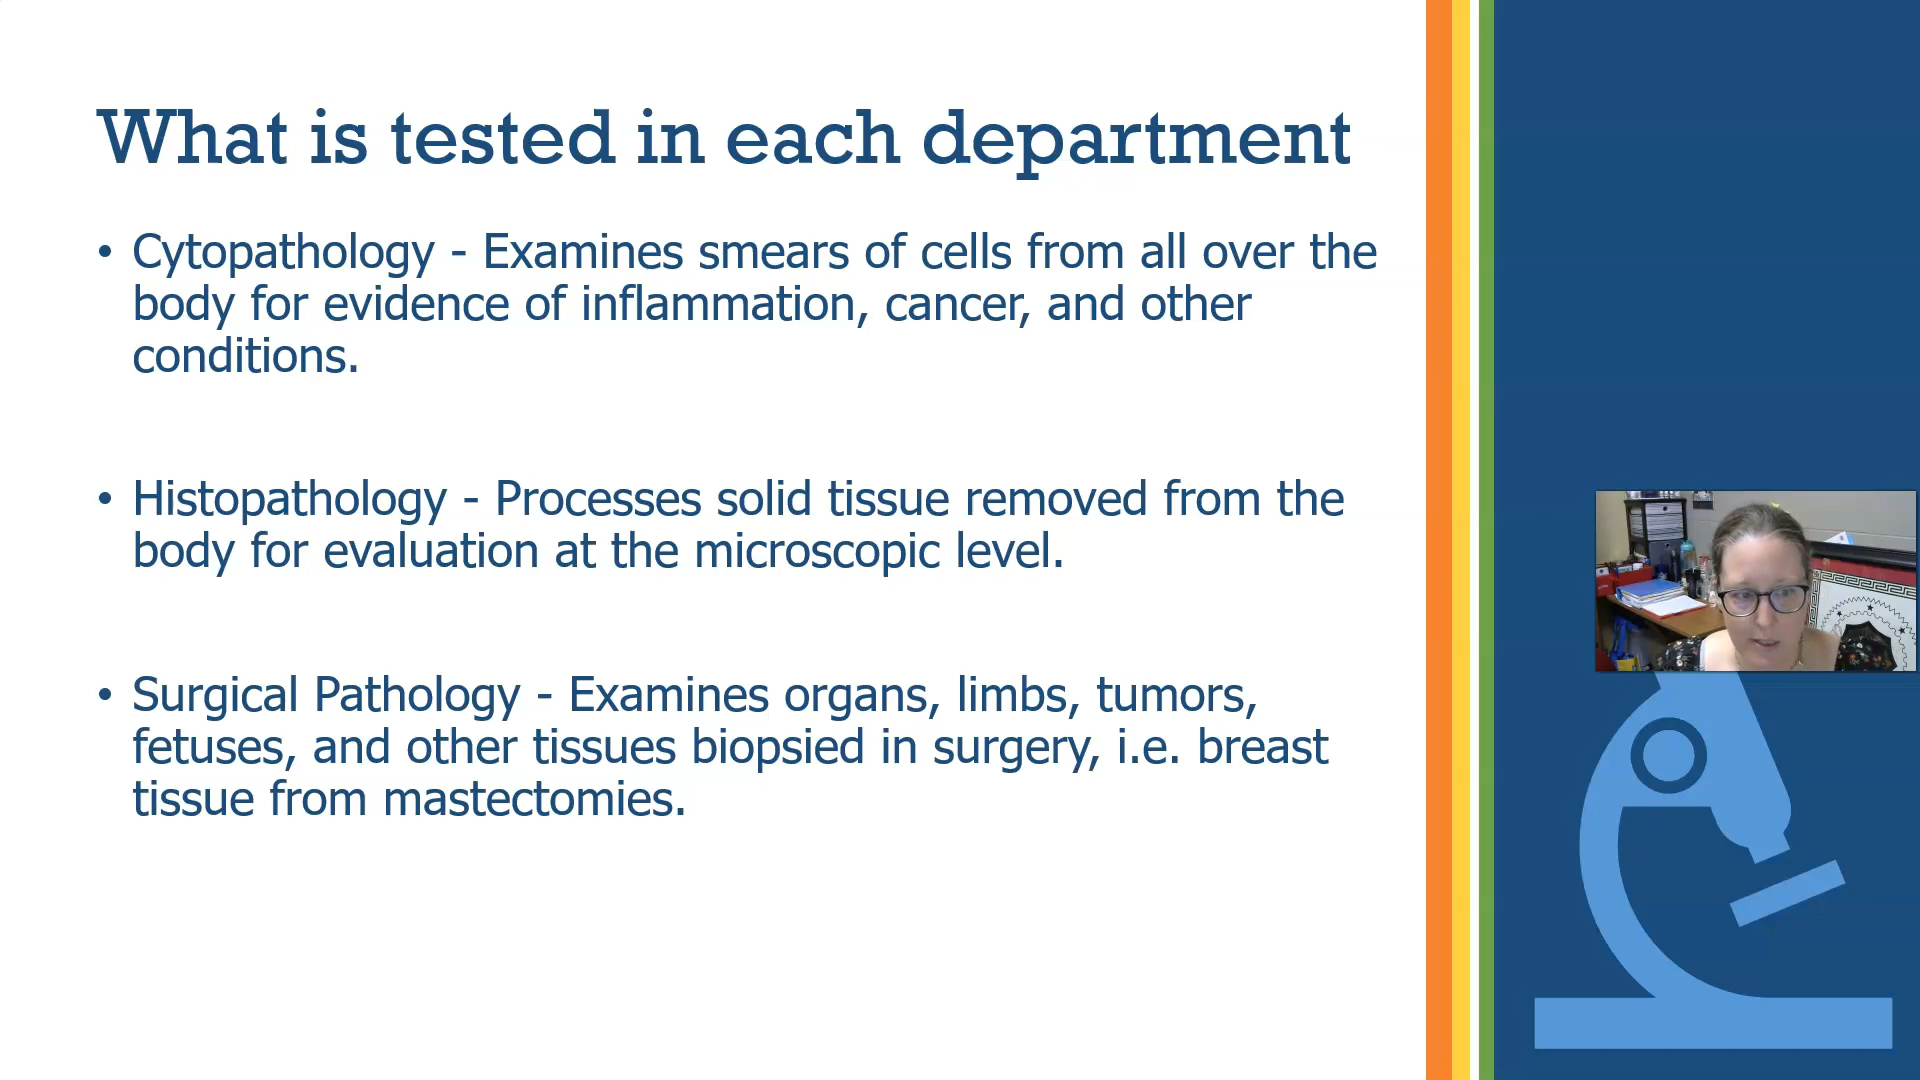 What is tested in each department
• Cytopathology - Examines smears of cells from all over the
body for evidence of inflammation, cancer, and other
conditions.
• Histopathology - Processes solid tissue removed from the
body for evaluation at the microscopic level.
• Surgical Pathology - Examines organs, limbs, tumors,
fetuses, and other tissues biopsied in surgery, i.e. breast
tissue from mastectomies.